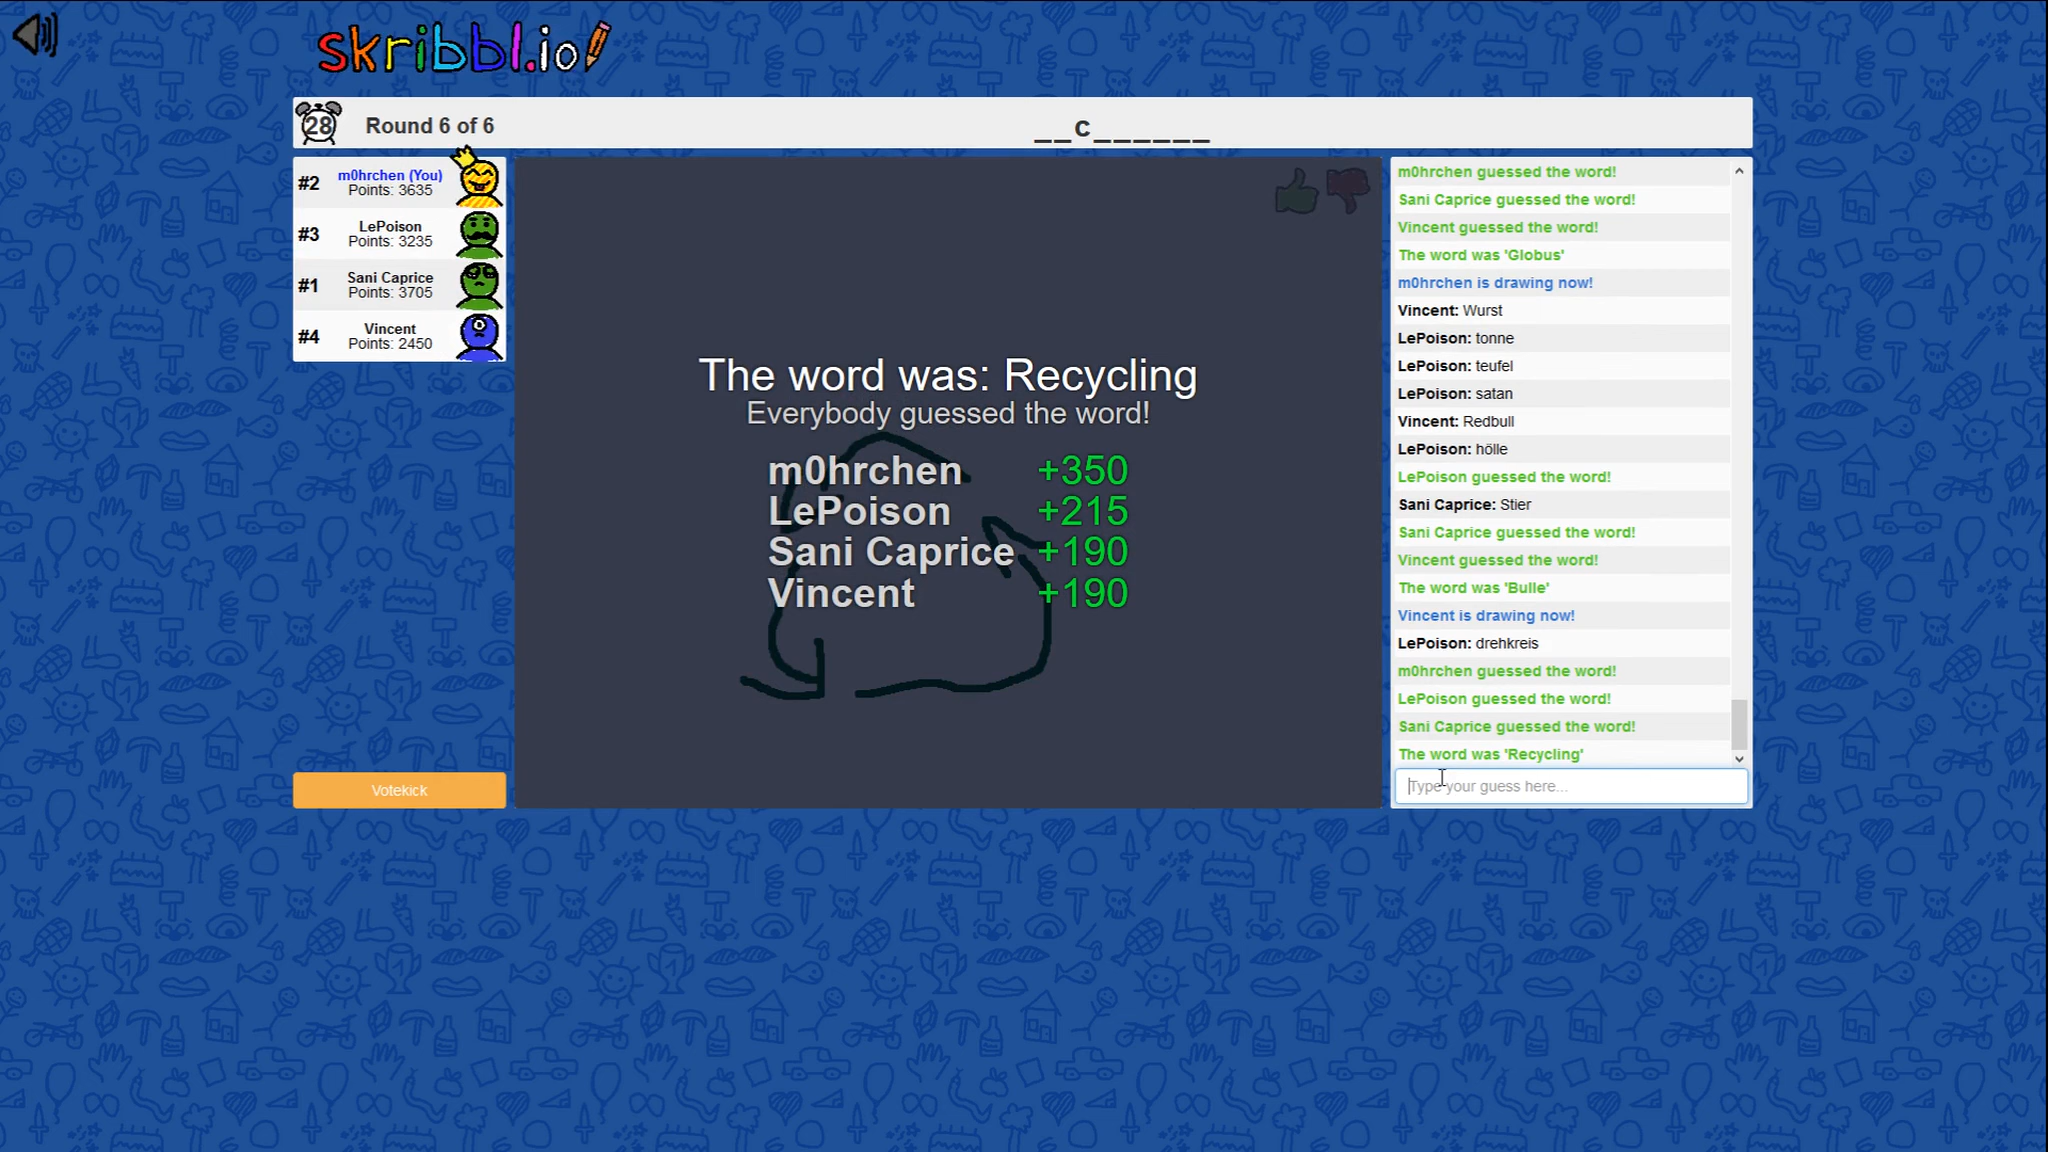 skribbl.io
28
Round 6 of 6
__c______
#2
m0hrchen (You)
Points: 3635
#3
LePoison
Points: 3235
#1
Sani Caprice
Points: 3705
#4
Vincent
Points: 2450
Votekick
The word was: Recycling
Everybody guessed the word!
m0hrchen +350
LePoison +215
Sani Caprice +190
Vincent +190
m0hrchen guessed the word!
Sani Caprice guessed the word!
Vincent guessed the word!
The word was 'Globus'
m0hrchen is drawing now!
Vincent: Wurst
LePoison: tonne
LePoison: teufel
LePoison: satan
Vincent: Redbull
LePoison: hölle
LePoison guessed the word!
Sani Caprice: Stier
Sani Caprice guessed the word!
Vincent guessed the word!
The word was 'Bulle'
Vincent is drawing now!
LePoison: drehkreis
m0hrchen guessed the word!
LePoison guessed the word!
Sani Caprice guessed the word!
The word was 'Recycling'
Type your guess here...